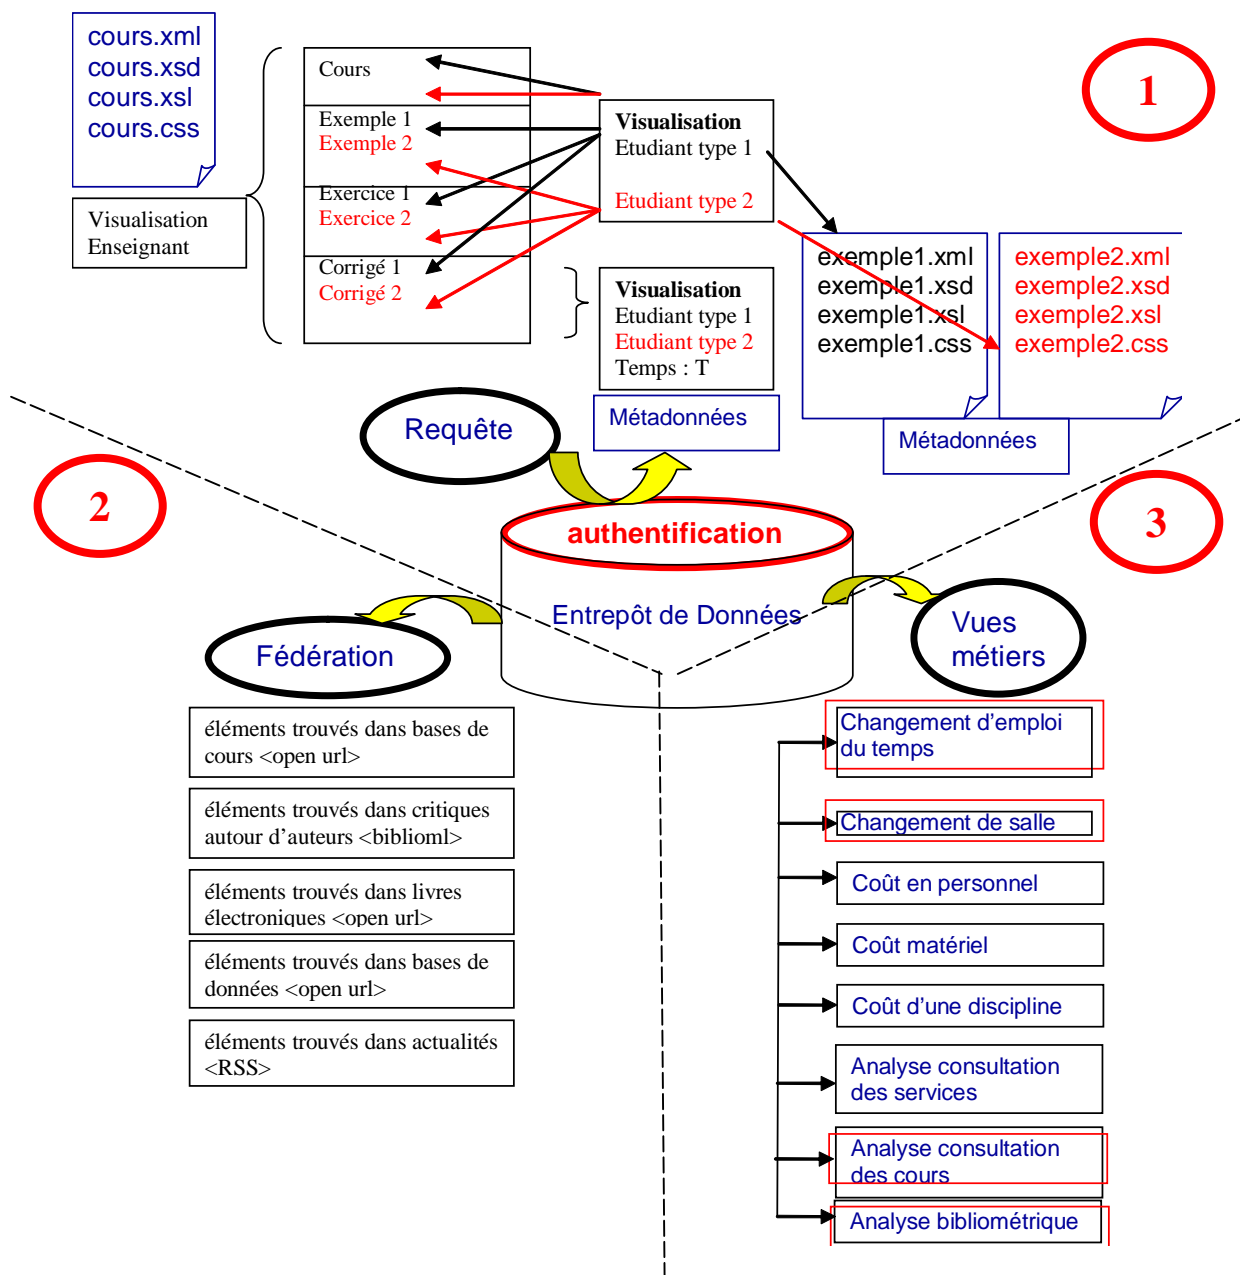 cours.xml
cours.xsd
cours.xsl
cours.css
Visualisation
Enseignant
Cours
Exemple 1
Exemple 2
Exercice 1
Exercice 2
Corrigé 1
Corrigé 2
Visualisation
Etudiant type 1
Etudiant type 2
Visualisation
Etudiant type 1
Etudiant type 2
Temps : T
1
exemple1.xml
exemple1.xsd
exemple1.xsl
exemple1.css
exemple2.xml
exemple2.xsd
exemple2.xsl
exemple2.css
Métadonnées
Requête
Métadonnées
2
3
authentification
Entrepôt de Données
Fédération
Vues
métiers
éléments trouvés dans bases de
cours <open url>
éléments trouvés dans critiques
autour d’auteurs <biblioml>
éléments trouvés dans livres
électroniques <open url>
éléments trouvés dans bases de
données <open url>
éléments trouvés dans actualités
<RSS>
Changement d’emploi
du temps
Changement de salle
Coût en personnel
Coût matériel
Coût d’une discipline
Analyse consultation
des services
Analyse consultation
des cours
Analyse bibliométrique